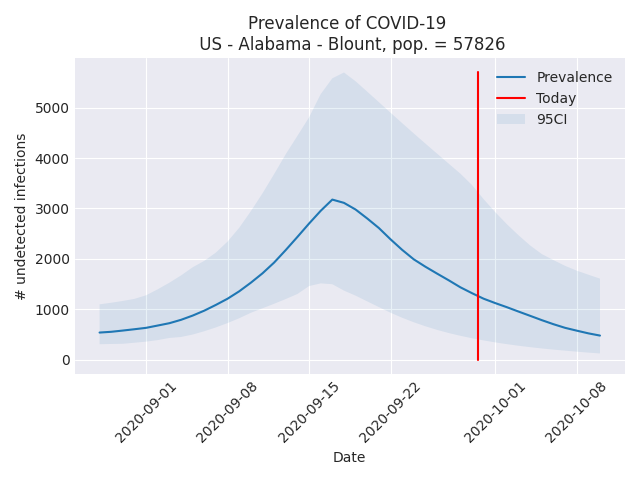 Prevalence of COVID-19
US - Alabama - Blount, pop. = 57826
Prevalence
Today
95CI
# undetected infections
5000
4000
3000
2000
1000
0
2020-09-01
2020-09-08
2020-09-15
2020-09-22
2020-10-01
2020-10-08
Date